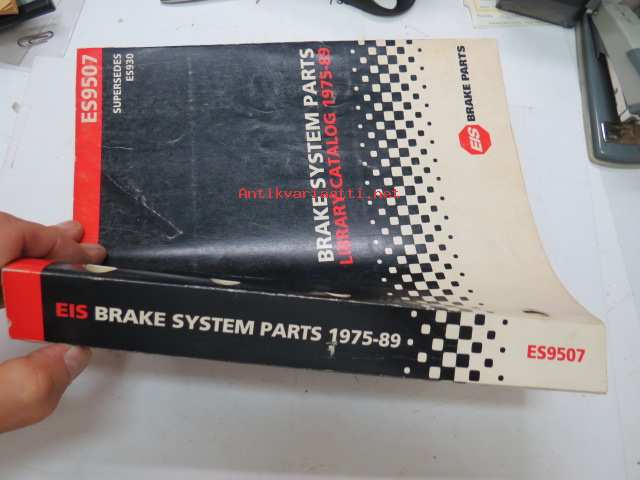 ES9507
SUPERSEDES
ES930
BRAKE SYSTEM PARTS
LIBRARY CATALOG 1975-89
EIS BRAKE PARTS
Antikvariaatti.net
EIS BRAKE SYSTEM PARTS 1975-89
ES9507